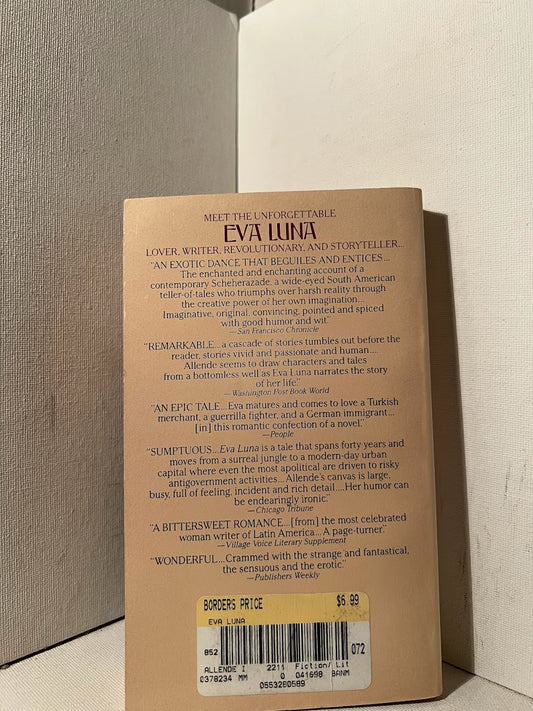 MEET THE UNFORGETTABLE
EVA LUNA
LOVER, WRITER, REVOLUTIONARY, AND STORYTELLER...
"AN EXOTIC DANCE THAT BEGUILES AND ENTICES...
The enchanted and enchanting account of a
contemporary Scheherazade, a wide-eyed South American
teller-of-tales who triumphs over harsh reality through
the creative power of her own imagination...
Imaginative, original, convincing, pointed and spiced
with good humor and wit."
—San Francisco Chronicle
"REMARKABLE... a cascade of stories tumbles out before the
reader, stories vivid and passionate and human....
Allende seems to draw characters and tales
from a bottomless well as Eva Luna narrates the story
of her life."
—Washington Post Book World
"AN EPIC TALE... Eva matures and comes to love a Turkish
merchant, a guerrilla fighter, and a German immigrant...
[in] this romantic confection of a novel."
—People
"SUMPTUOUS... Eva Luna is a tale that spans forty years and
moves from a surreal jungle to a modern-day urban
capital where even the most apolitical are driven to risky
antigovernment activities... Allende's canvas is large,
busy, full of feeling, incident and rich detail....Her humor can
be endearingly ironic."
—Chicago Tribune
"A BITTERSWEET ROMANCE...[from] the most celebrated
woman writer of Latin America... A page-turner."
—Village Voice Literary Supplement
"WONDERFUL... Crammed with the strange and fantastical,
the sensuous and the erotic."
—Publishers Weekly
BORDERS PRICE $6.99
EVA LUNA
852 072
ALLENDE I 2211 Fiction/ Lit
0378234 MM 0 041698 BANM
0553280589